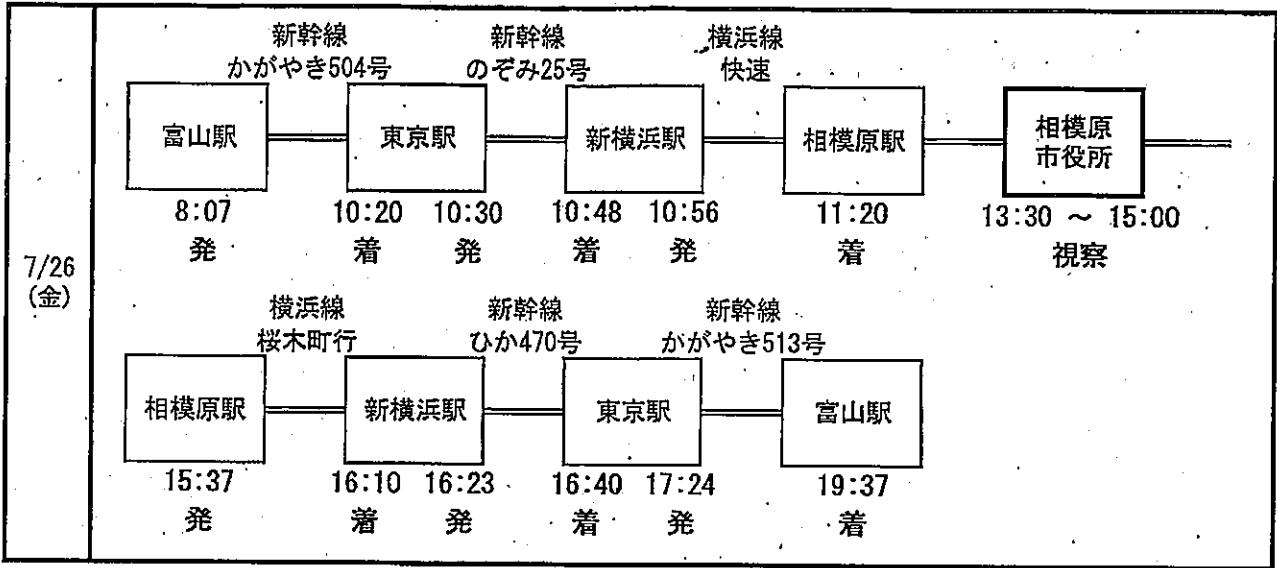 7/26
(金)
新幹線 新幹線 横浜線
かがやき504号 のぞみ25号 快速
富山駅 東京駅 新横浜駅 相模原駅 相模原
市役所
8:07 10:20 10:30 10:48 10:56 11:20 13:30 ～ 15:00
発 着 発 着 発 着 視察
横浜線 新幹線 新幹線
桜木町行 ひか470号 かがやき513号
相模原駅 新横浜駅 東京駅 富山駅
15:37 16:10 16:23 16:40 17:24 19:37
発 着 発 着 発 着